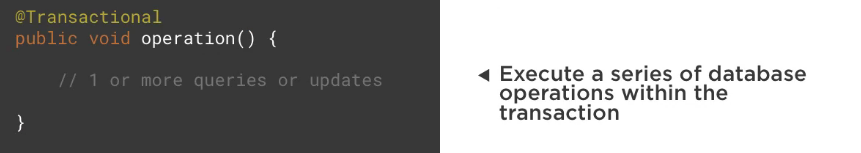 @Transactional
public void operation() {
// 1 or more queries or updates
}
Execute a series of database
operations within the
transaction